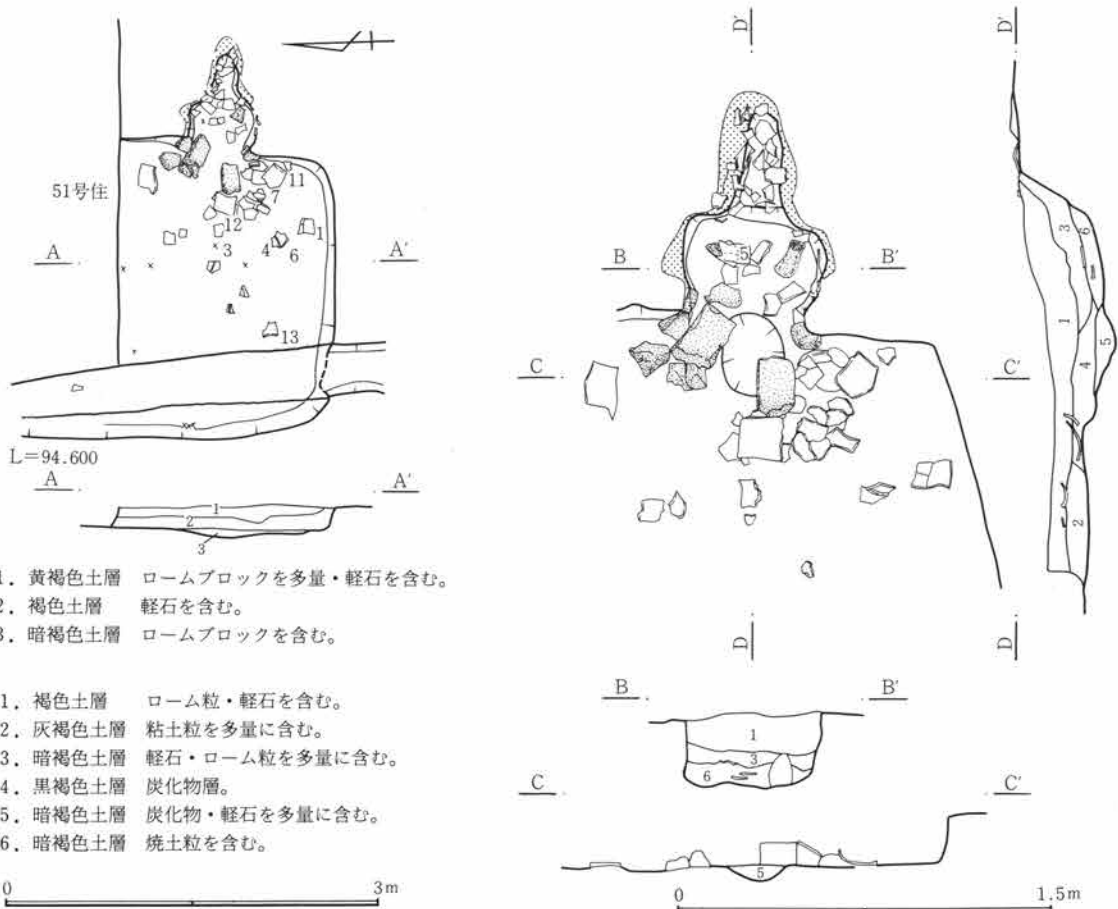 51号住
11
7
12
1
3
4
6
A
A'
13
L=94.600
A
A'
1
2
3
1. 黄褐色土層 ロームブロックを多量・軽石を含む。
2. 褐色土層 軽石を含む。
3. 暗褐色土層 ロームブロックを含む。
1. 褐色土層 ローム粒・軽石を含む。
2. 灰褐色土層 粘土粒を多量に含む。
3. 暗褐色土層 軽石・ローム粒を多量に含む。
4. 黒褐色土層 炭化物層。
5. 暗褐色土層 炭化物・軽石を多量に含む。
6. 暗褐色土層 焼土粒を含む。
0 3m
D'
D'
5
B
B'
C
C'
D
D
3
6
1
5
4
2
B
B'
1
3
6
C
C'
5
0 1.5m